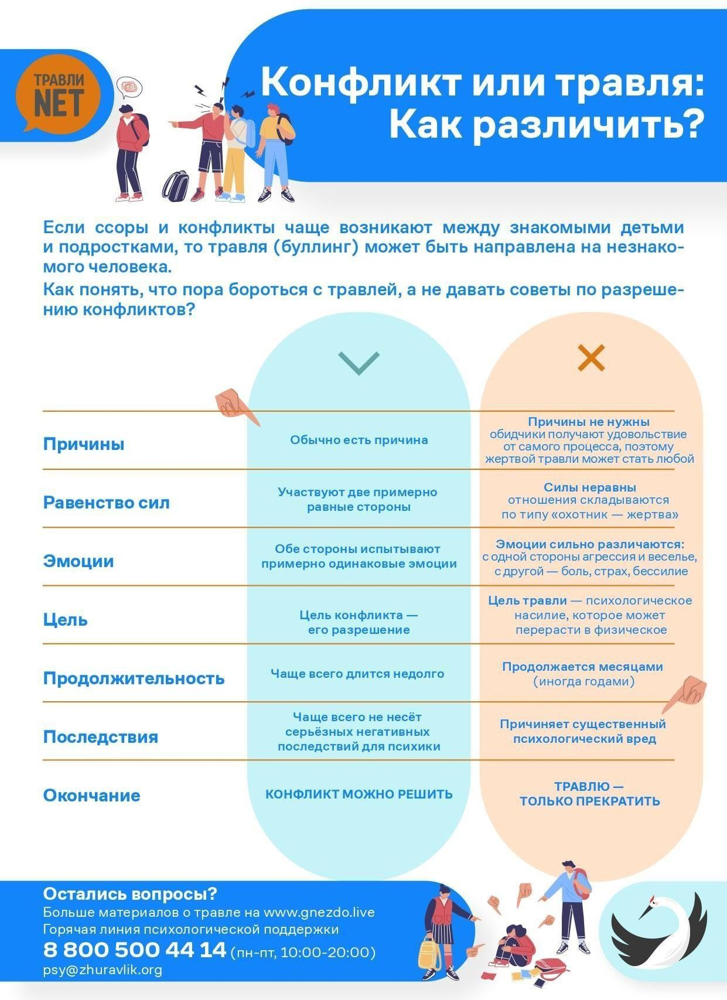 ТРАВЛИ
NET
Конфликт или травля:
Как различить?
Если ссоры и конфликты чаще возникают между знакомыми детьми
и подростками, то травля (буллинг) может быть направлена на незнако-
мого человека.
Как понять, что пора бороться с травлей, а не давать советы по разреше-
нию конфликтов?
Причины
Обычно есть причина
Причины не нужны
обидчики получают удовольствие
от самого процесса, поэтому
жертвой травли может стать любой
Равенство сил
Участвуют две примерно
равные стороны
Силы неравны
отношения складываются
по типу «охотник — жертва»
Эмоции
Обе стороны испытывают
примерно одинаковые эмоции
Эмоции сильно различаются:
с одной стороны агрессия и веселье,
с другой — боль, страх, бессилие
Цель
Цель конфликта —
его разрешение
Цель травли — психологическое
насилие, которое может
перерасти в физическое
Продолжительность
Чаще всего длится недолго
Продолжается месяцами
(иногда годами)
Последствия
Чаще всего не несёт
серьёзных негативных
последствий для психики
Причиняет существенный
психологический вред
Окончание
КОНФЛИКТ МОЖНО РЕШИТЬ
ТРАВЛЮ —
ТОЛЬКО ПРЕКРАТИТЬ
Остались вопросы?
Больше материалов о травле на www.gnezdo.live
Горячая линия психологической поддержки
8 800 500 44 14 (пн-пт, 10:00-20:00)
psy@zhuravlik.org